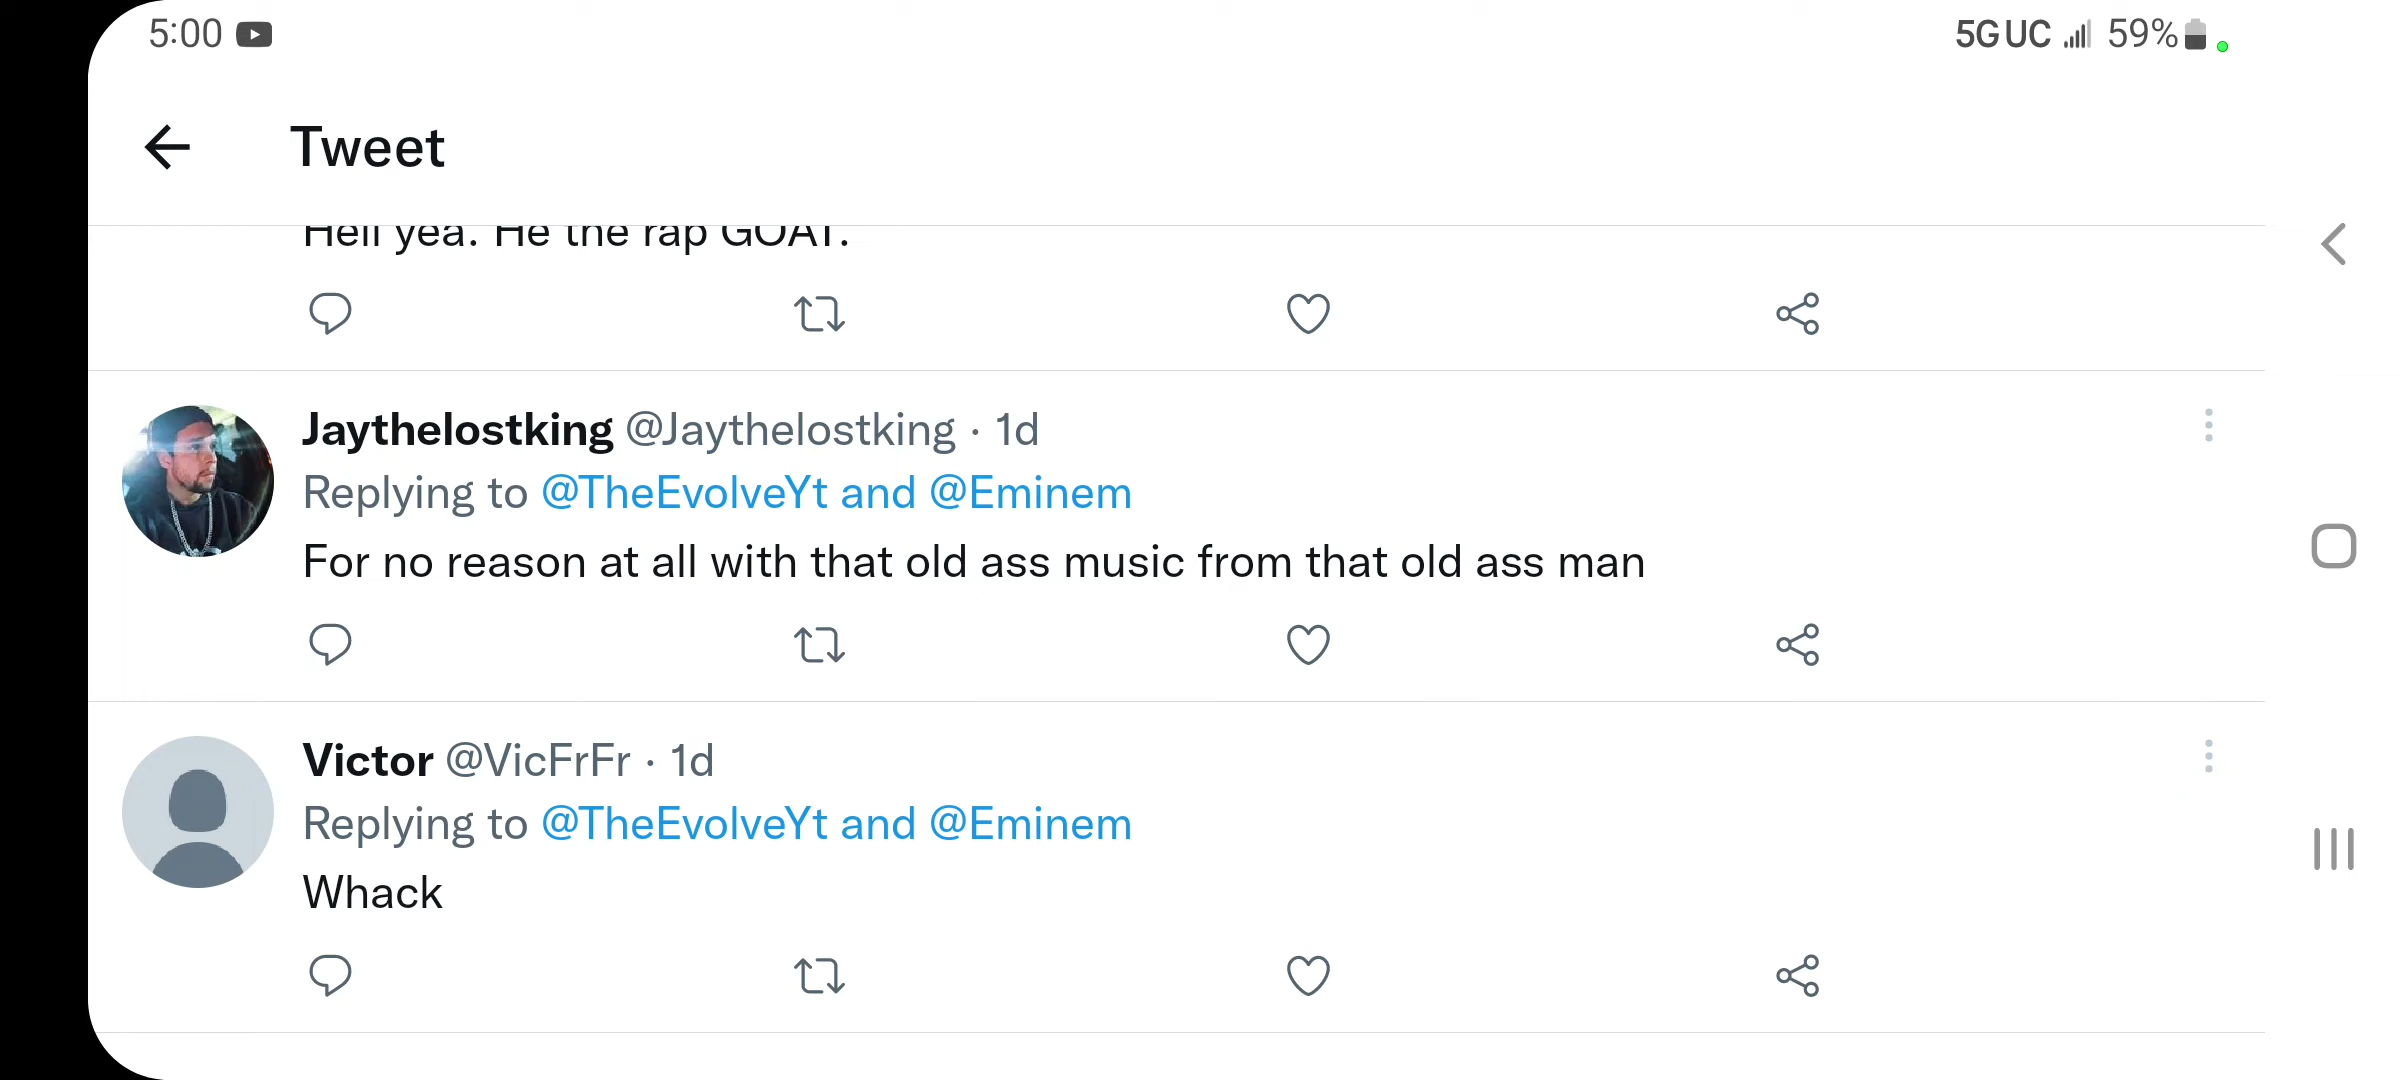 5:00
5G UC 59%
Tweet
Hell yea. He the rap GOAT.
Jaythelostking @Jaythelostking · 1d
Replying to @TheEvolveYt and @Eminem
For no reason at all with that old ass music from that old ass man
Victor @VicFrFr · 1d
Replying to @TheEvolveYt and @Eminem
Whack